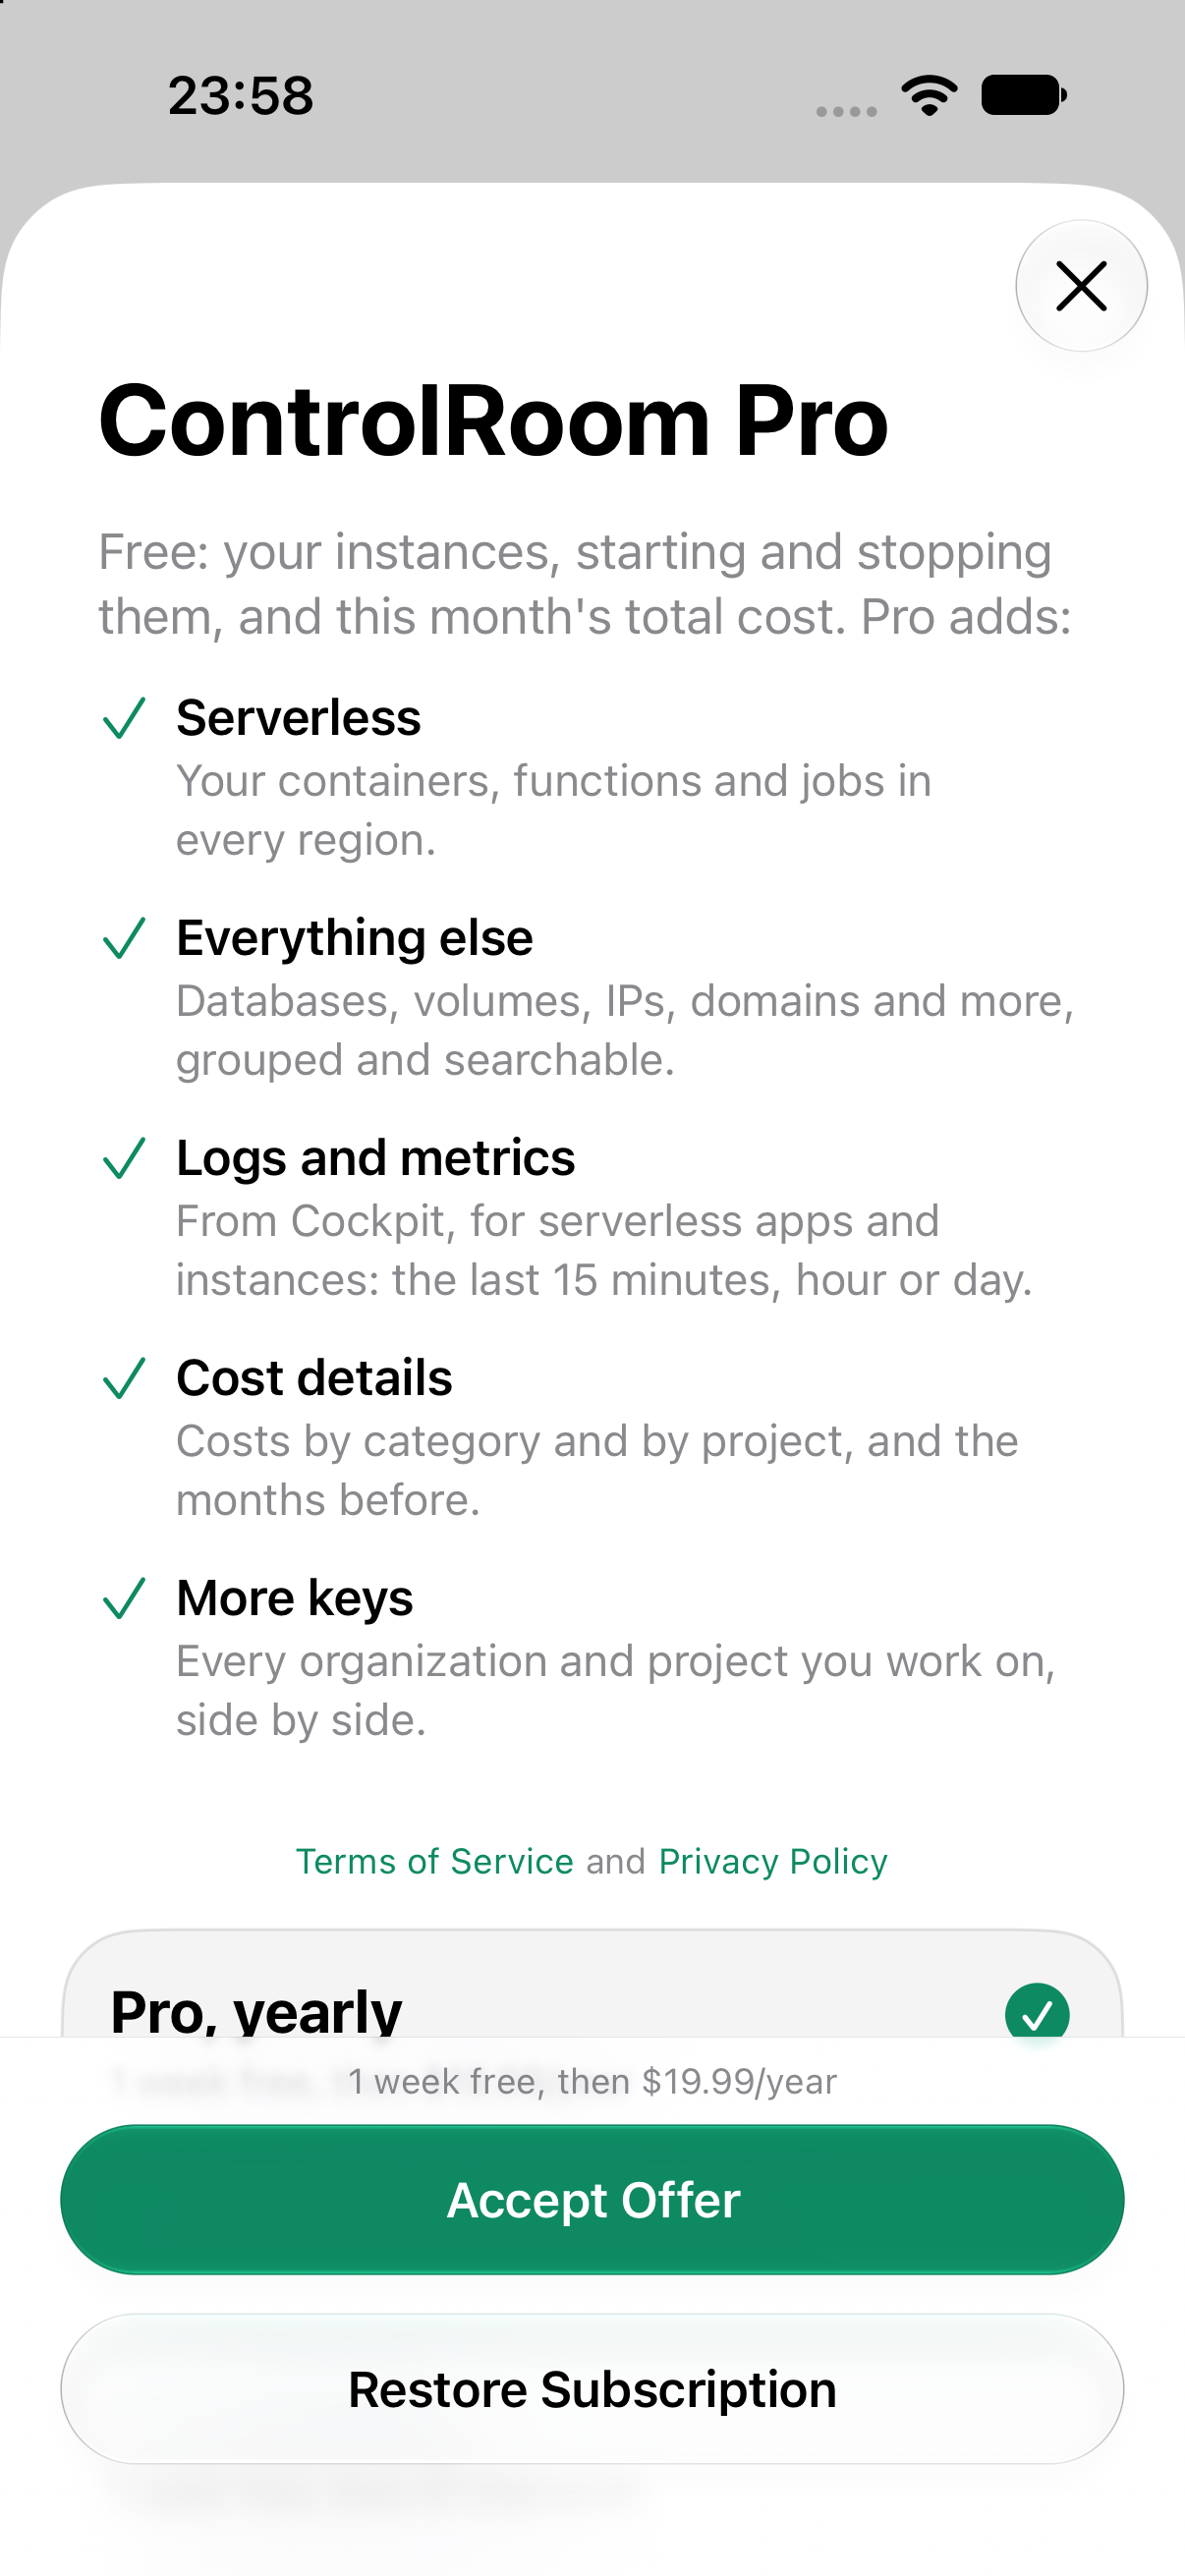 23:58
ControlRoom Pro
Free: your instances, starting and stopping
them, and this month's total cost. Pro adds:
Serverless
Your containers, functions and jobs in
every region.
Everything else
Databases, volumes, IPs, domains and more,
grouped and searchable.
Logs and metrics
From Cockpit, for serverless apps and
instances: the last 15 minutes, hour or day.
Cost details
Costs by category and by project, and the
months before.
More keys
Every organization and project you work on,
side by side.
Terms of Service and Privacy Policy
Pro, yearly
1 week free, then $19.99/year
Accept Offer
Restore Subscription